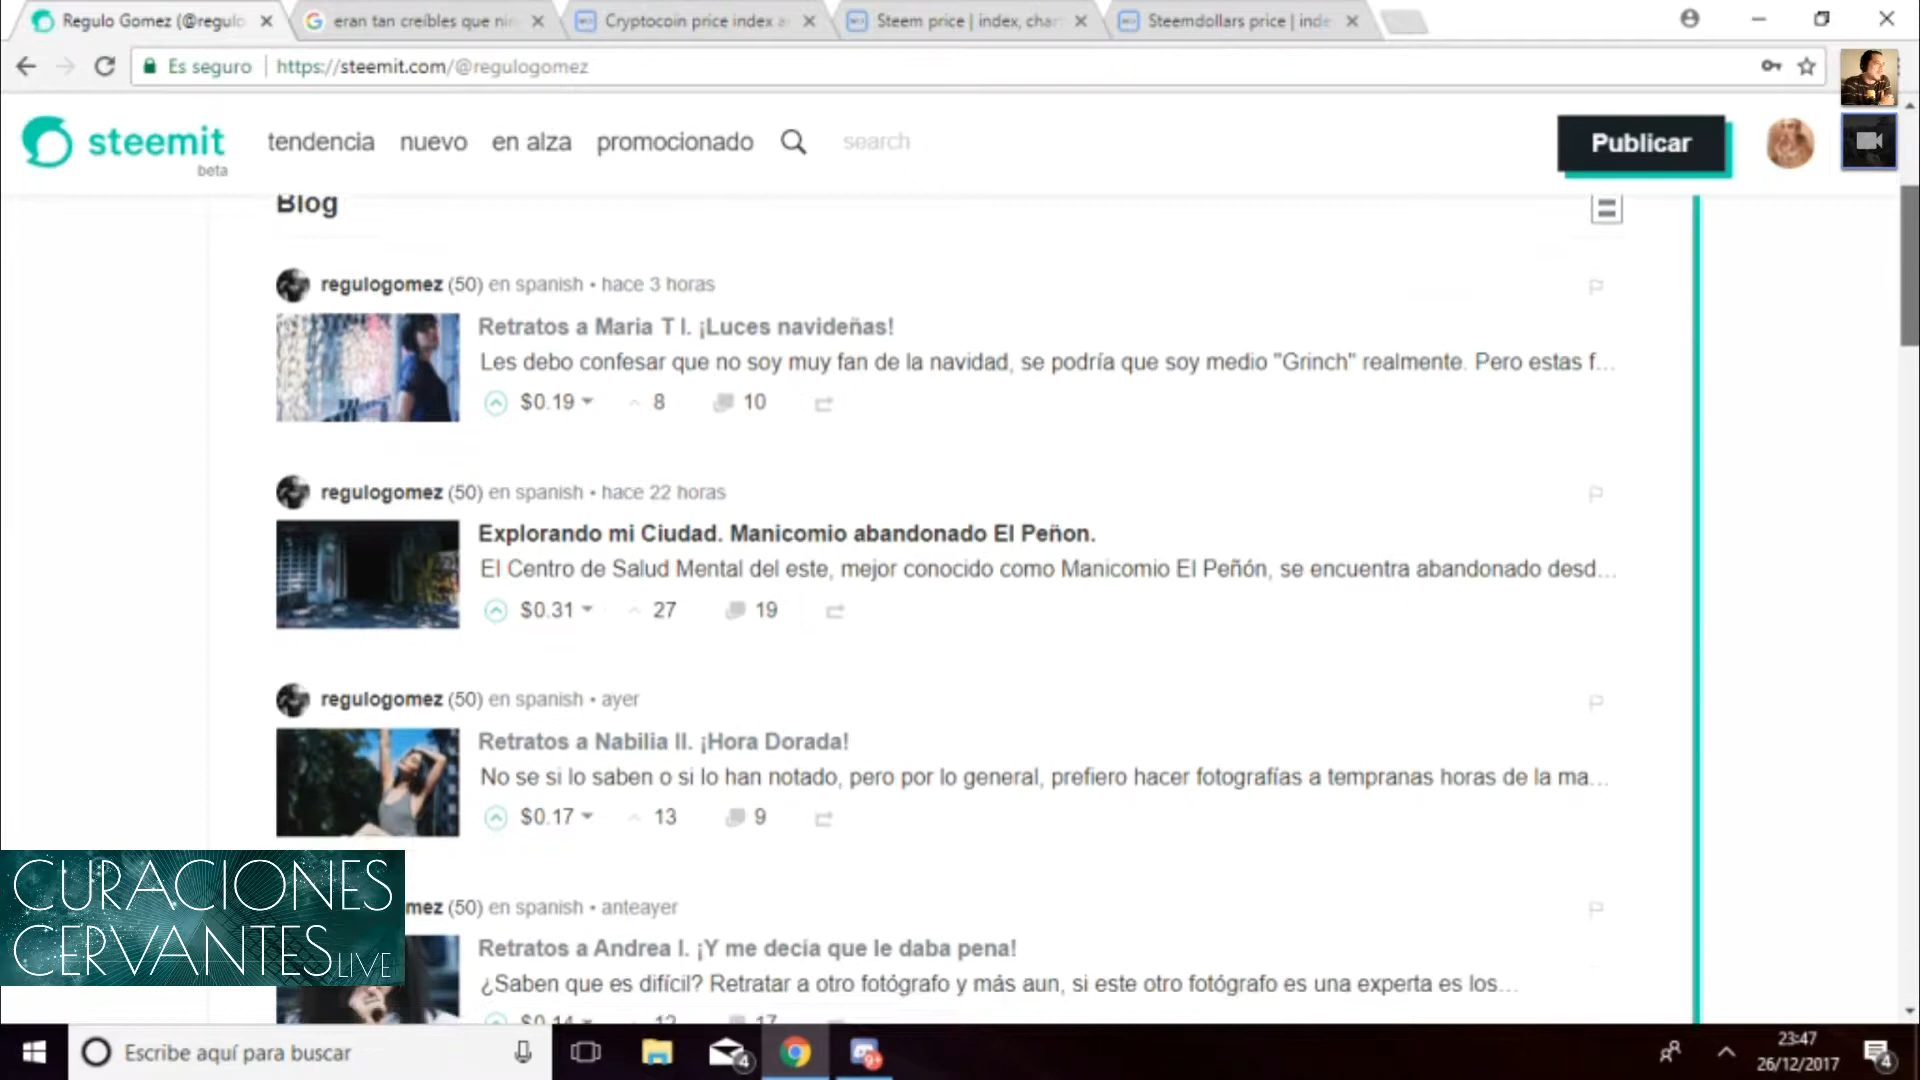 Regulo Gomez (@regulo
eran tan creíbles que nin
Cryptocoin price index a
Steem price | index, char
Steemdollars price | inde
Es seguro
https://steemit.com/@regulogomez
steemit
beta
tendencia nuevo en alza promocionado search
Publicar
Blog
regulogomez (50) en spanish • hace 3 horas
Retratos a Maria T I. ¡Luces navideñas!
Les debo confesar que no soy muy fan de la navidad, se podría que soy medio "Grinch" realmente. Pero estas f...
$0.19 8 10
regulogomez (50) en spanish • hace 22 horas
Explorando mi Ciudad. Manicomio abandonado El Peñon.
El Centro de Salud Mental del este, mejor conocido como Manicomio El Peñón, se encuentra abandonado desd...
$0.31 27 19
regulogomez (50) en spanish • ayer
Retratos a Nabilia II. ¡Hora Dorada!
No se si lo saben o si lo han notado, pero por lo general, prefiero hacer fotografías a tempranas horas de la ma...
$0.17 13 9
mez (50) en spanish • anteayer
Retratos a Andrea I. ¡Y me decía que le daba pena!
¿Saben que es difícil? Retratar a otro fotógrafo y más aun, si este otro fotógrafo es una experta es los...
$0.14 12 17
CURACIONES
CERVANTES LIVE
Escribe aquí para buscar
4
9+
23:47
26/12/2017
4